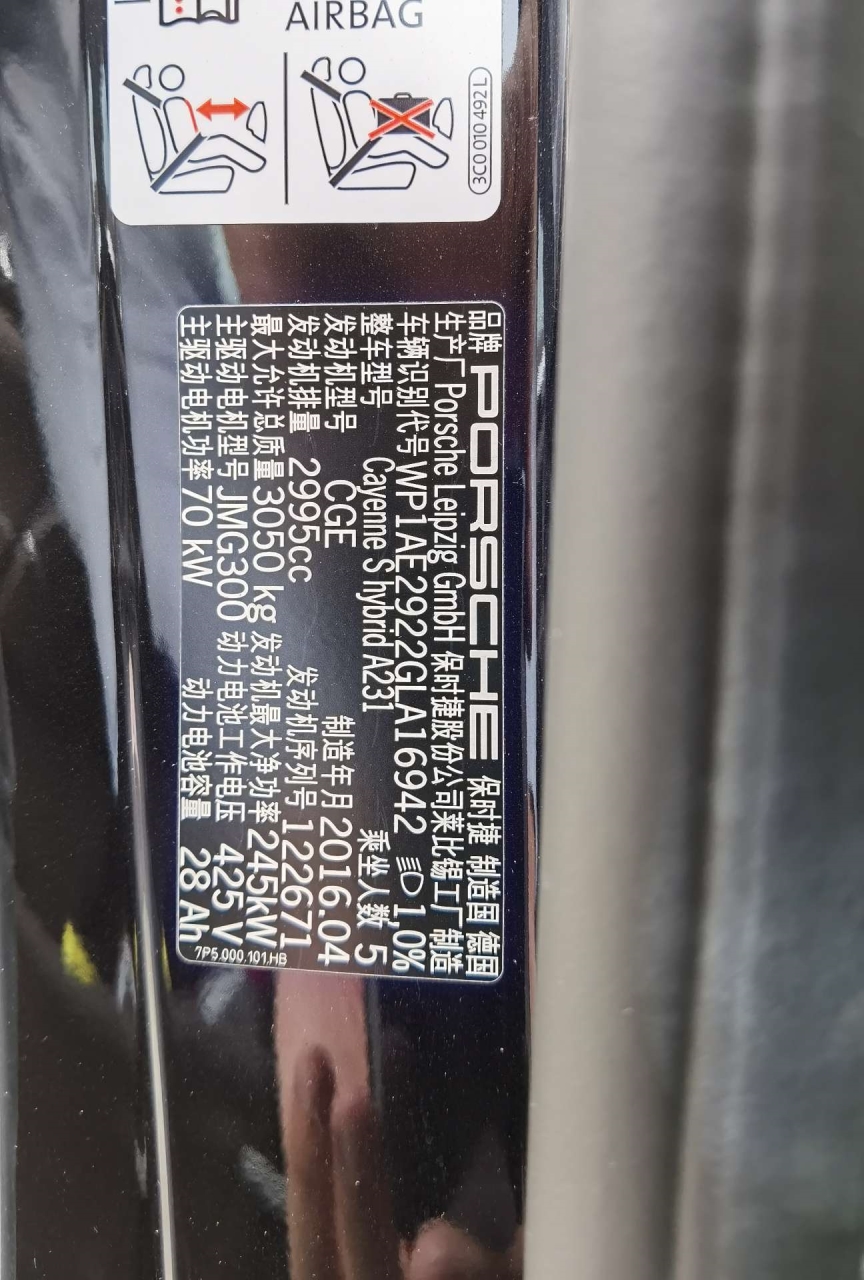 AIRBAG
3C0 010 492 L
品牌 PORSCHE 保时捷 制造国 德国
生产厂 Porsche Leipzig GmbH 保时捷股份公司莱比锡工厂 制造
车辆识别代号 WP1AE2922GLA16942 1,0%
整车型号 Cayenne S hybrid A231 乘坐人数 5
发动机型号 CGE 制造年月 2016.04
发动机排量 2995cc 发动机序列号 122671
最大允许总质量 3050 kg 发动机最大净功率 245kW
主驱动电机型号 JMG300 动力电池工作电压 425 V
主驱动电机功率 70 kW 动力电池容量 28 Ah
7P5.000.101.HB